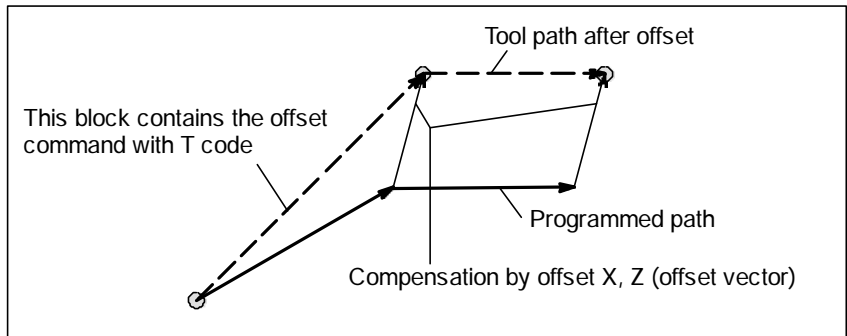 Tool path after offset
This block contains the offset
command with T code
Programmed path
Compensation by offset X, Z (offset vector)